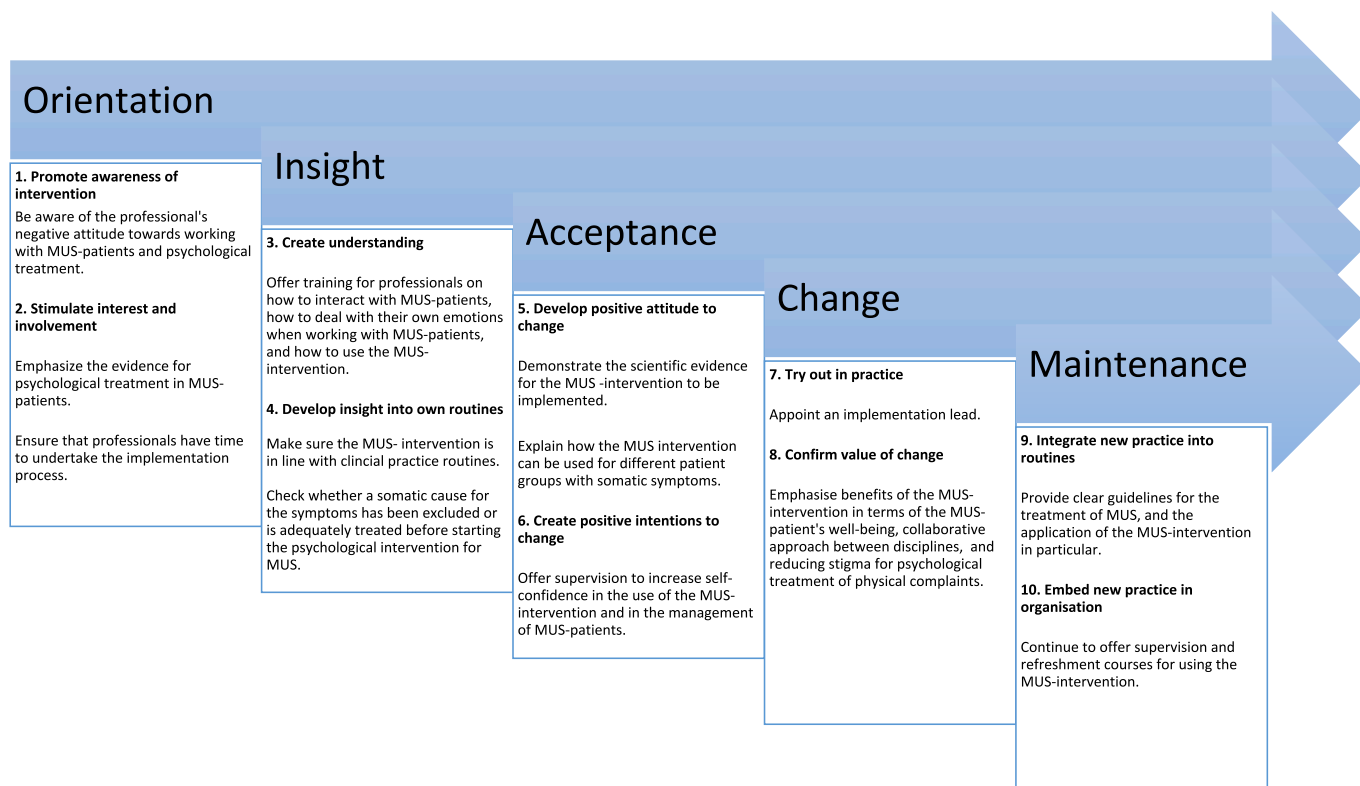 Orientation
1. Promote awareness of
intervention
Be aware of the professional's
negative attitude towards working
with MUS-patients and psychological
treatment.
2. Stimulate interest and
involvement
Emphasize the evidence for
psychological treatment in MUS-
patients.
Ensure that professionals have time
to undertake the implementation
process.
Insight
3. Create understanding
Offer training for professionals on
how to interact with MUS-patients,
how to deal with their own emotions
when working with MUS-patients,
and how to use the MUS-
intervention.
4. Develop insight into own routines
Make sure the MUS- intervention is
in line with clincial practice routines.
Check whether a somatic cause for
the symptoms has been excluded or
is adequately treated before starting
the psychological intervention for
MUS.
Acceptance
5. Develop positive attitude to
change
Demonstrate the scientific evidence
for the MUS -intervention to be
implemented.
Explain how the MUS intervention
can be used for different patient
groups with somatic symptoms.
6. Create positive intentions to
change
Offer supervision to increase self-
confidence in the use of the MUS-
intervention and in the management
of MUS-patients.
Change
7. Try out in practice
Appoint an implementation lead.
8. Confirm value of change
Emphasise benefits of the MUS-
intervention in terms of the MUS-
patient's well-being, collaborative
approach between disciplines,  and
reducing stigma for psychological
treatment of physical complaints.
Maintenance
9. Integrate new practice into
routines
Provide clear guidelines for the
treatment of MUS, and the
application of the MUS-intervention
in particular.
10. Embed new practice in
organisation
Continue to offer supervision and
refreshment courses for using the
MUS-intervention.